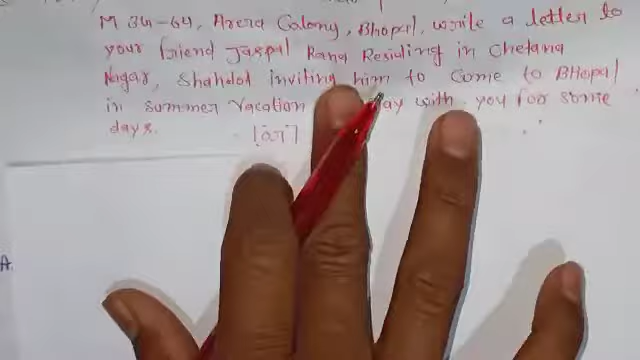 M 34-64, Arera Colony, Bhopal, write a letter to
your friend Jaspal Rana Residing in Chetana
Nagar, Shahdol inviting him to Come to Bhopal
in summer Vacation with you for some
days.
[or]
A.